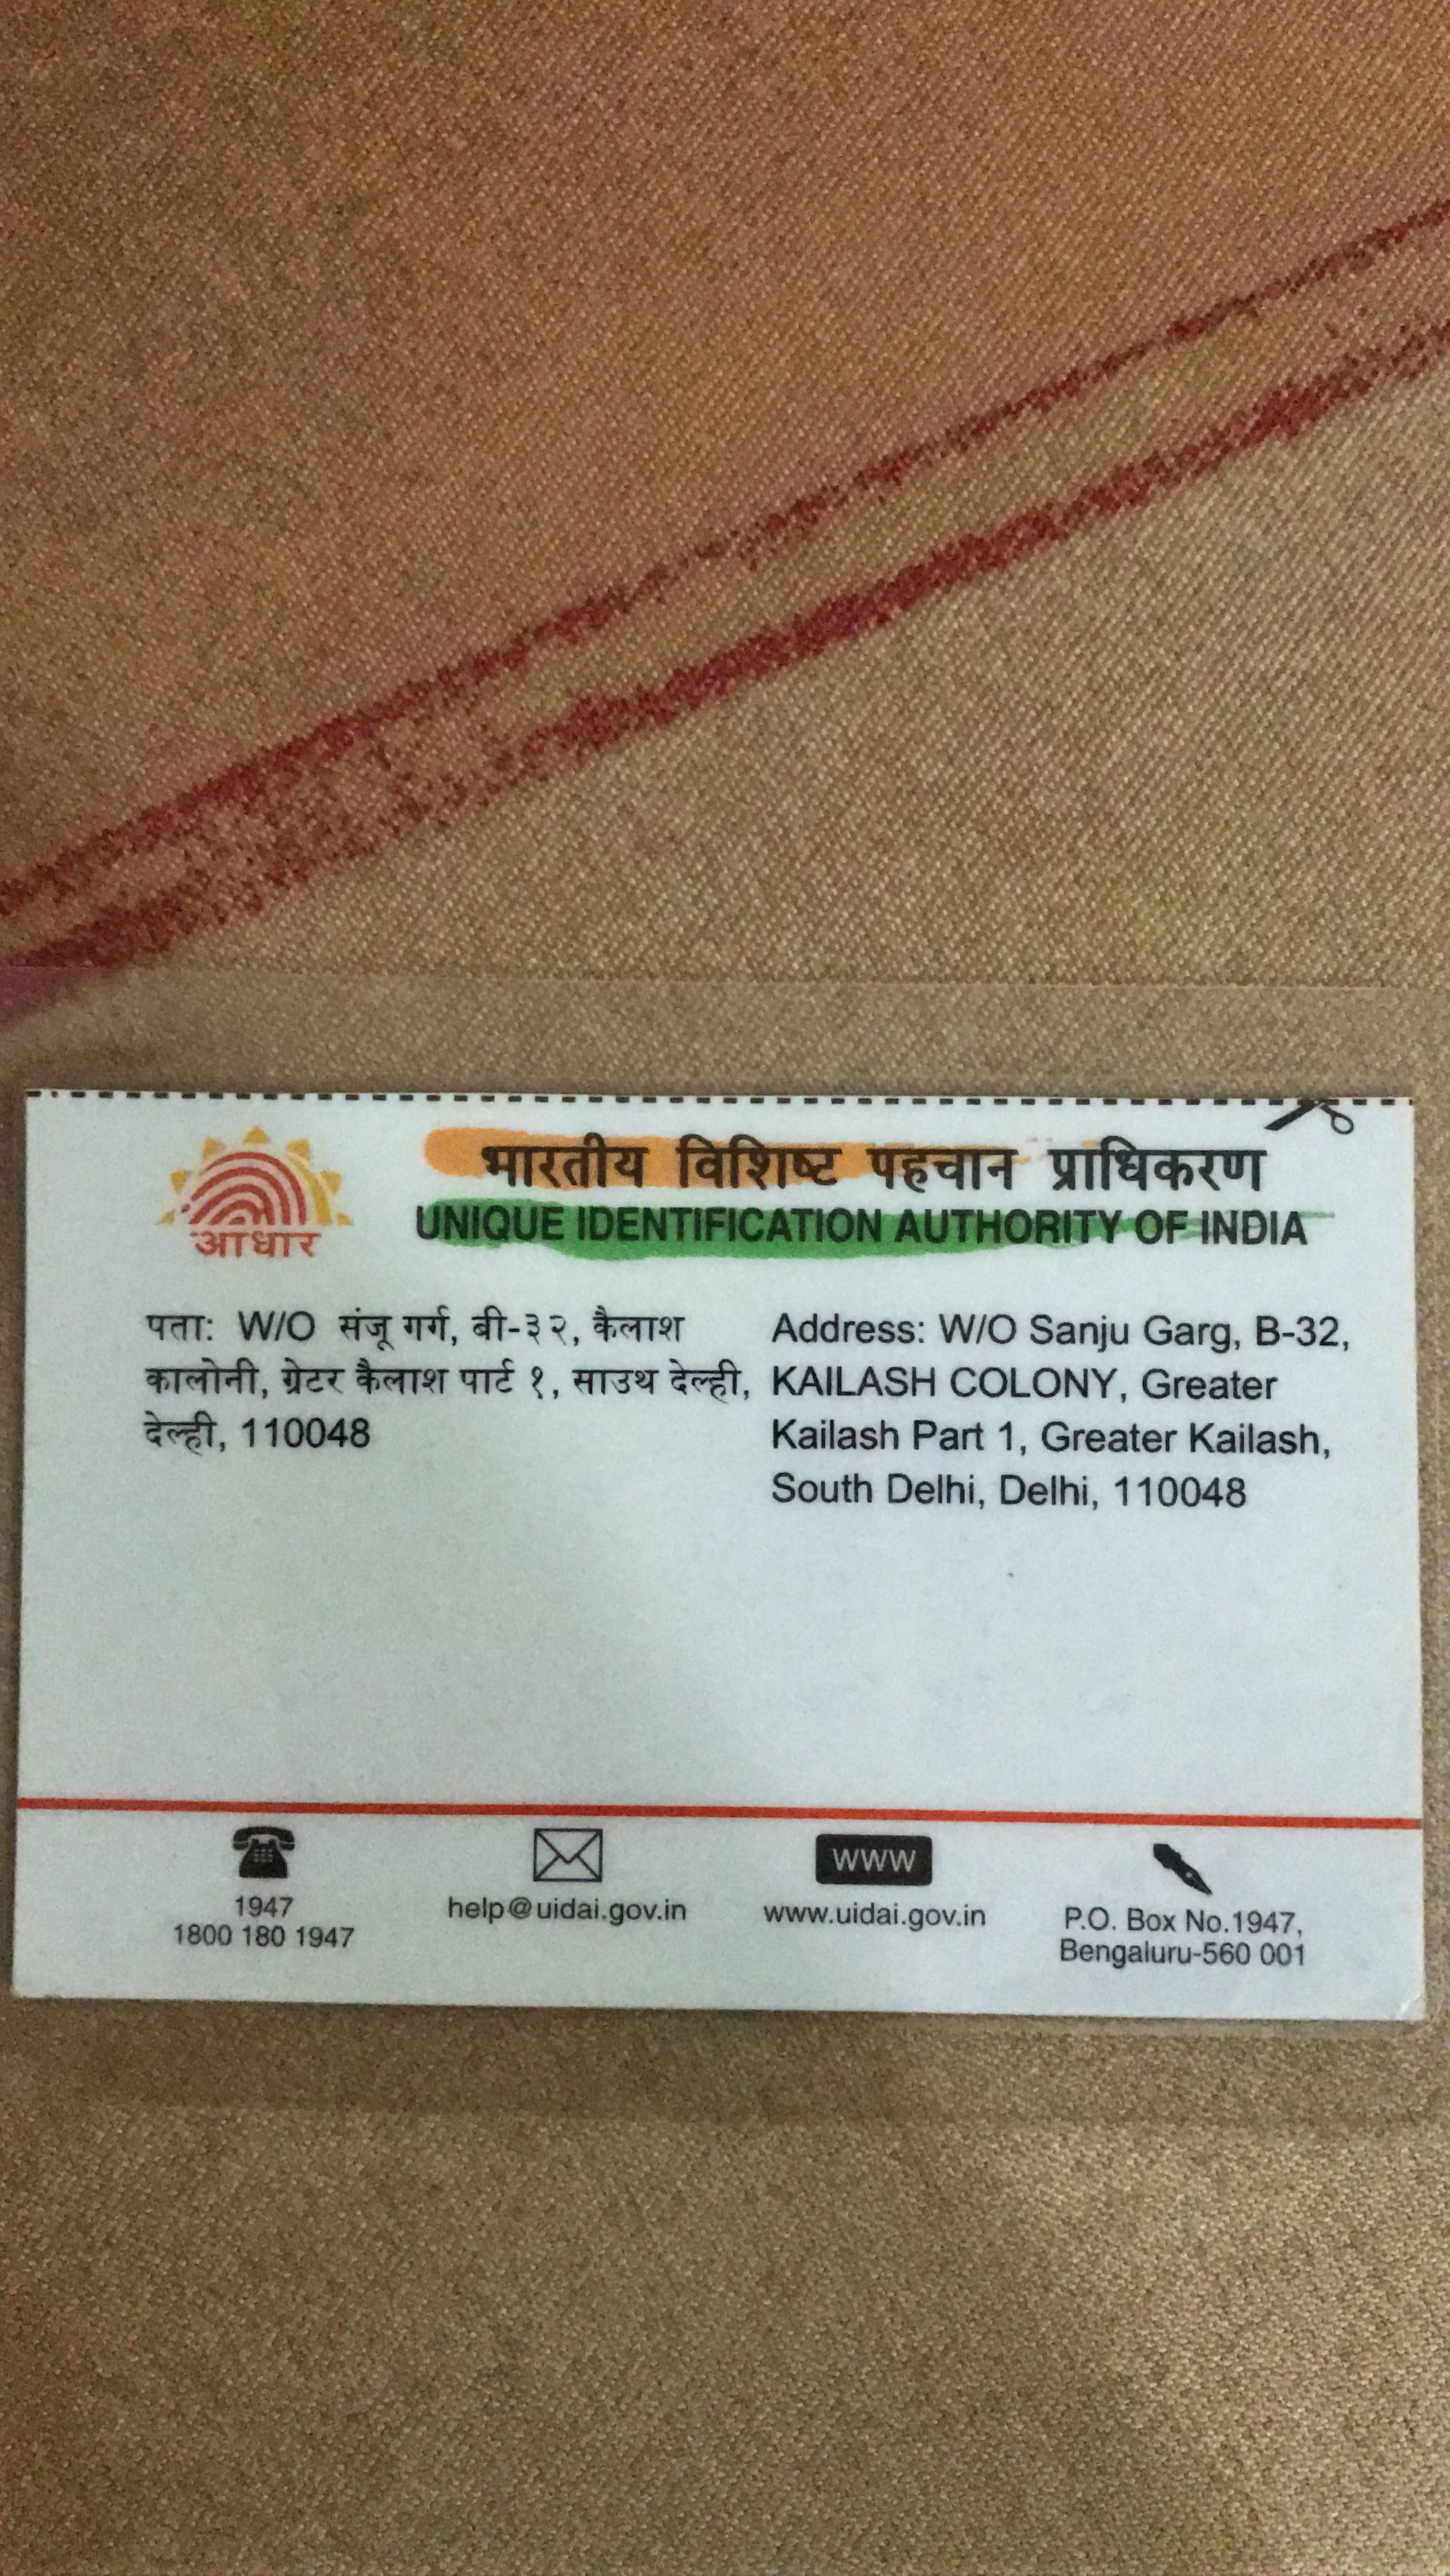 आधार
भारतीय विशिष्ट पहचान प्राधिकरण
UNIQUE IDENTIFICATION AUTHORITY OF INDIA
पता: W/O संजू गर्ग, बी-३२, कैलाश
कालोनी, ग्रेटर कैलाश पार्ट १, साउथ देल्ही,
देल्ही, 110048
Address: W/O Sanju Garg, B-32,
KAILASH COLONY, Greater
Kailash Part 1, Greater Kailash,
South Delhi, Delhi, 110048
1947
1800 180 1947
help@uidai.gov.in
WWW
www.uidai.gov.in
P.O. Box No.1947,
Bengaluru-560 001